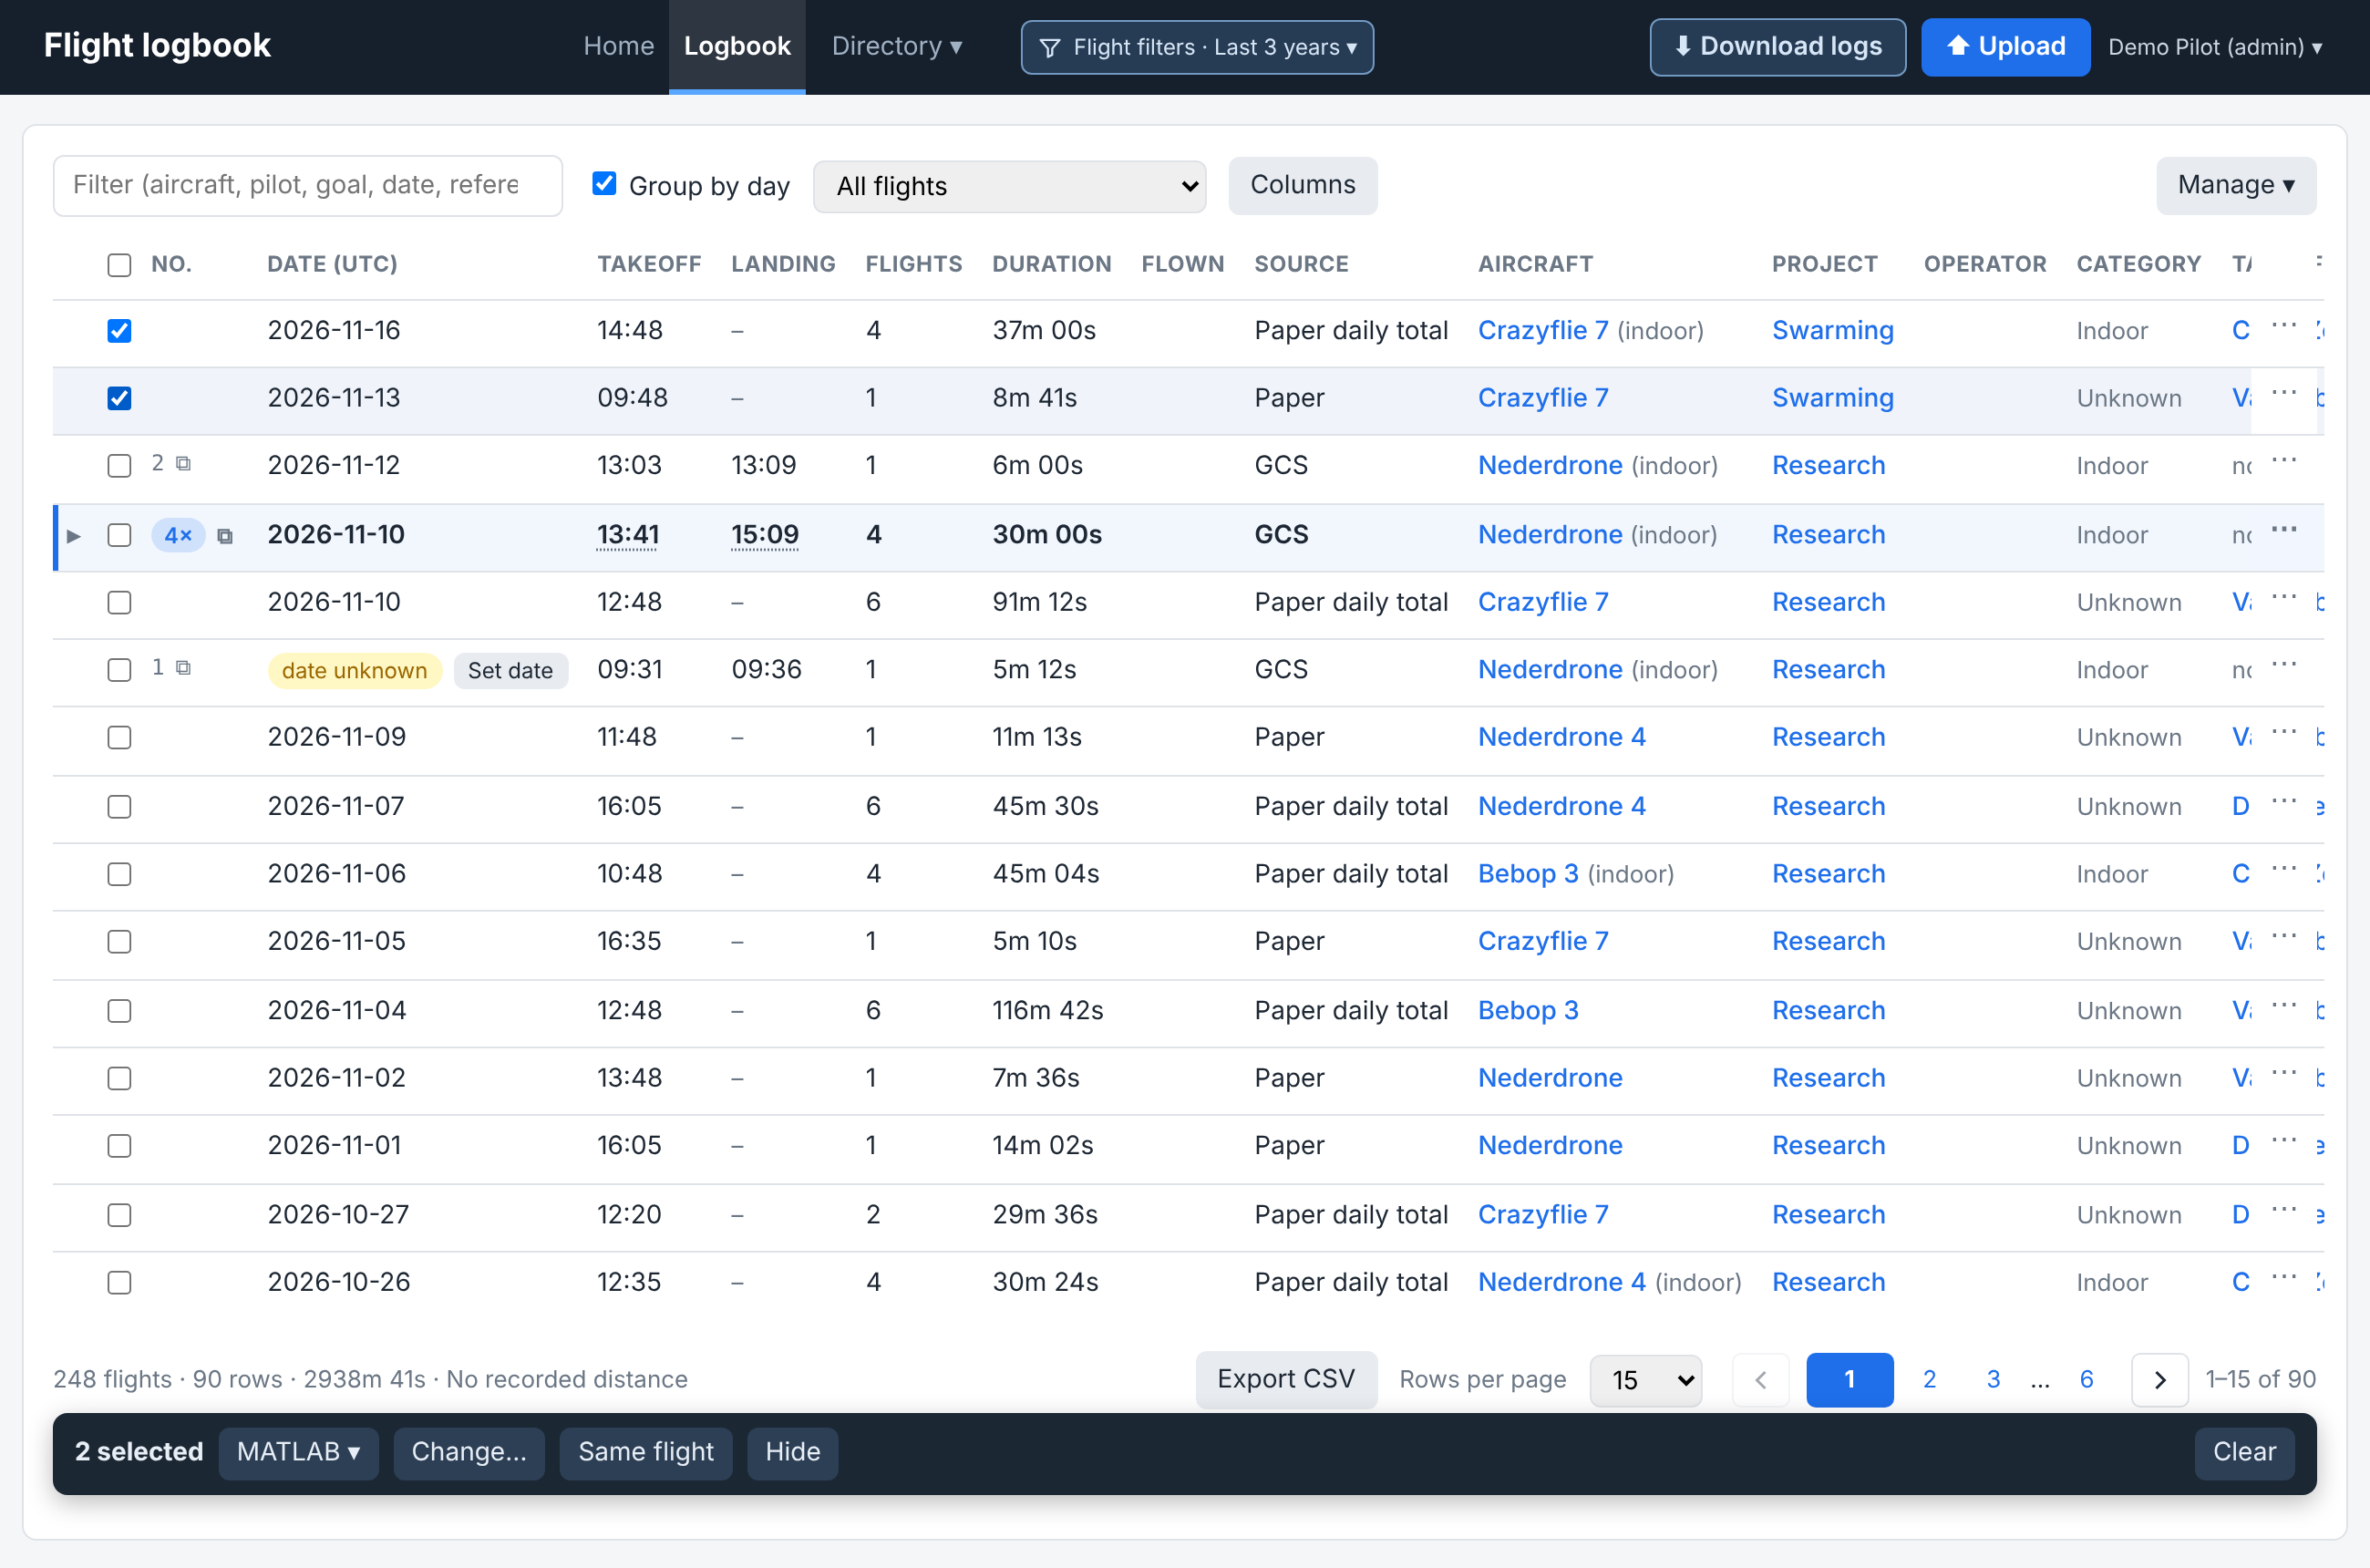 Flight logbook Home Logbook Directory ▾ Flight filters · Last 3 years ▾ ⬇ Download logs ⬆ Upload Demo Pilot (admin) ▾
Filter (aircraft, pilot, goal, date, refere Group by day All flights Columns Manage ▾
NO. DATE (UTC) TAKEOFF LANDING FLIGHTS DURATION FLOWN SOURCE AIRCRAFT PROJECT OPERATOR CATEGORY
2026-11-16 14:48 – 4 37m 00s Paper daily total Crazyflie 7 (indoor) Swarming Indoor C ···
2026-11-13 09:48 – 1 8m 41s Paper Crazyflie 7 Swarming Unknown ···
2 2026-11-12 13:03 13:09 1 6m 00s GCS Nederdrone (indoor) Research Indoor ···
▶ 4× 2026-11-10 13:41 15:09 4 30m 00s GCS Nederdrone (indoor) Research Indoor ···
2026-11-10 12:48 – 6 91m 12s Paper daily total Crazyflie 7 Research Unknown ···
1 date unknown Set date 09:31 09:36 1 5m 12s GCS Nederdrone (indoor) Research Indoor ···
2026-11-09 11:48 – 1 11m 13s Paper Nederdrone 4 Research Unknown ···
2026-11-07 16:05 – 6 45m 30s Paper daily total Nederdrone 4 Research Unknown D ···
2026-11-06 10:48 – 4 45m 04s Paper daily total Bebop 3 (indoor) Research Indoor C ···
2026-11-05 16:35 – 1 5m 10s Paper Crazyflie 7 Research Unknown ···
2026-11-04 12:48 – 6 116m 42s Paper daily total Bebop 3 Research Unknown ···
2026-11-02 13:48 – 1 7m 36s Paper Nederdrone Research Unknown ···
2026-11-01 16:05 – 1 14m 02s Paper Nederdrone Research Unknown D ···
2026-10-27 12:20 – 2 29m 36s Paper daily total Crazyflie 7 Research Unknown D ···
2026-10-26 12:35 – 4 30m 24s Paper daily total Nederdrone 4 (indoor) Research Indoor C ···
248 flights · 90 rows · 2938m 41s · No recorded distance Export CSV Rows per page 15 1 2 3 ... 6 1–15 of 90
2 selected MATLAB ▾ Change... Same flight Hide Clear